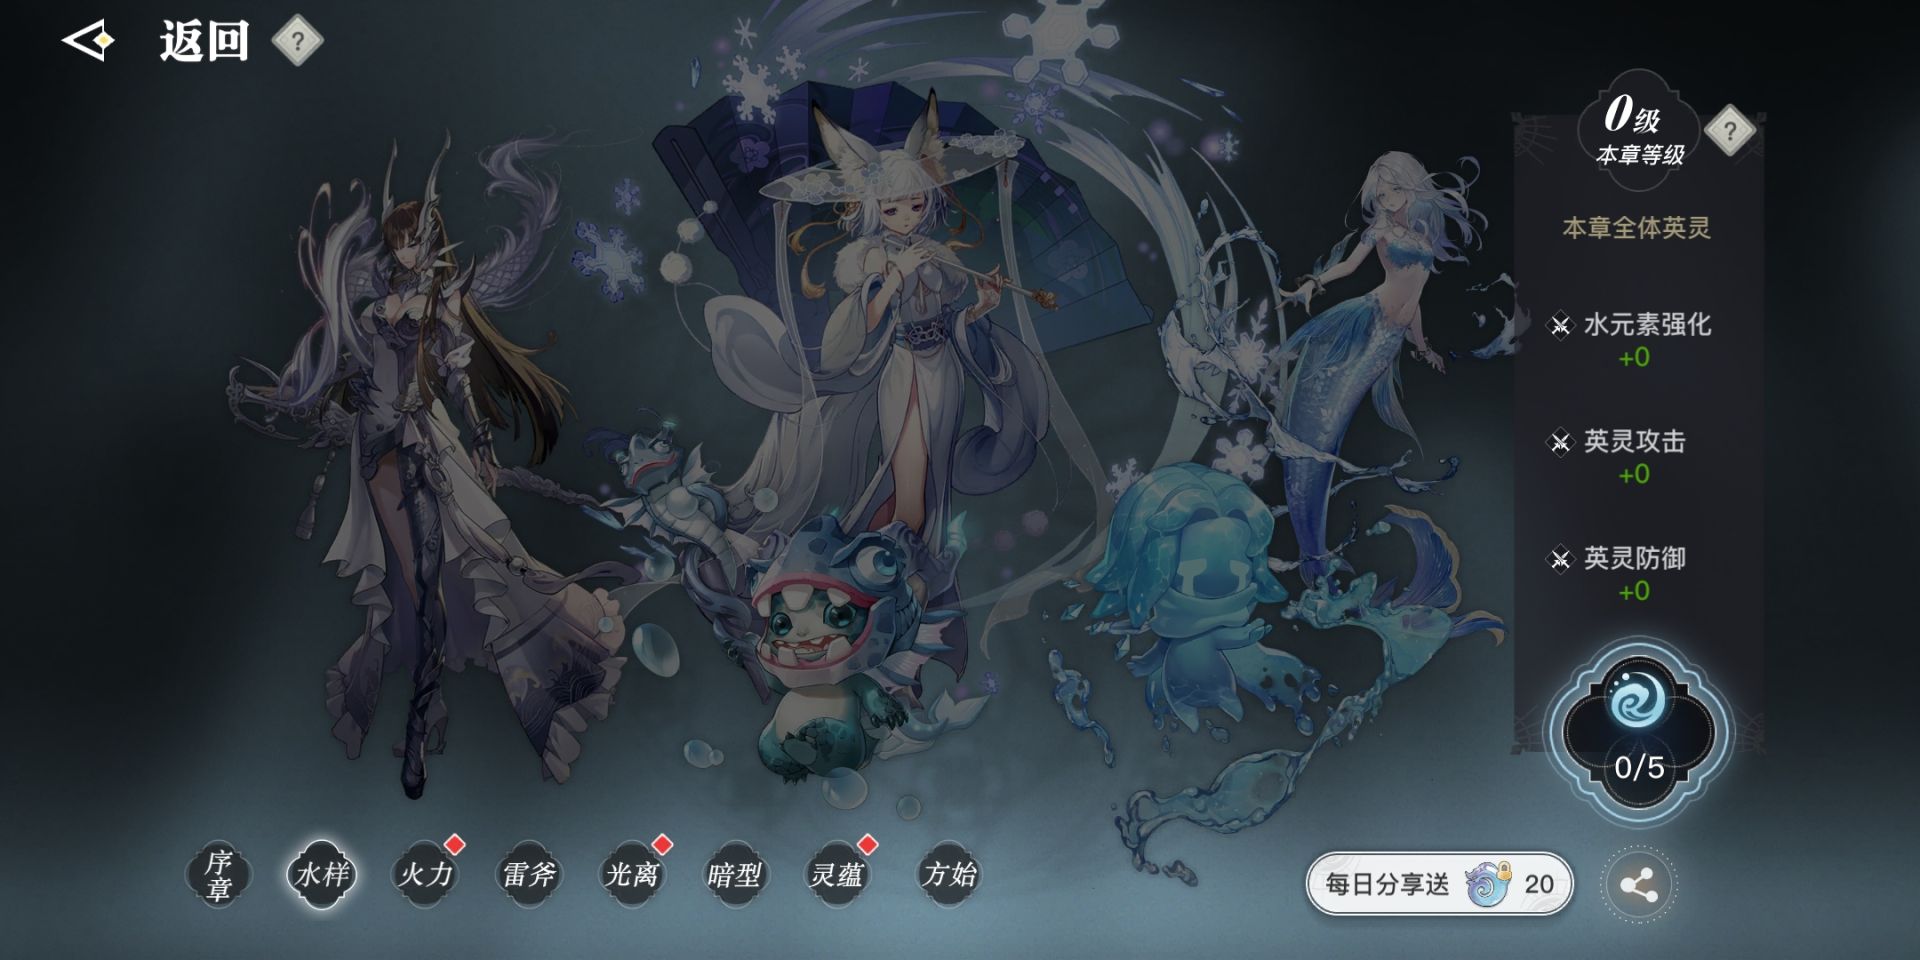 返回
?
0级
本章等级
?
本章全体英灵
水元素强化
+0
英灵攻击
+0
英灵防御
+0
0/5
序章
水样
火力
雷斧
光离
暗型
灵蕴
方始
每日分享送 20